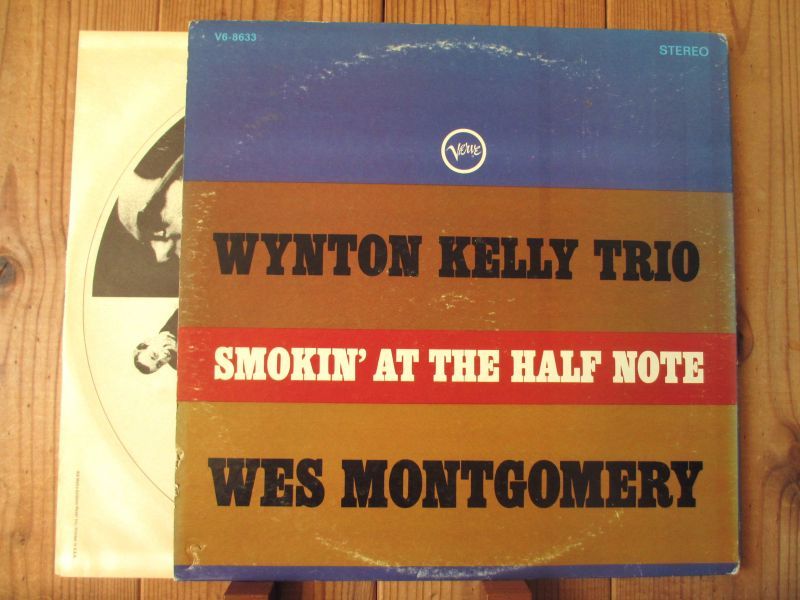 V6-8633
STEREO
Verve
WYNTON KELLY TRIO
SMOKIN' AT THE HALF NOTE
WES MONTGOMERY